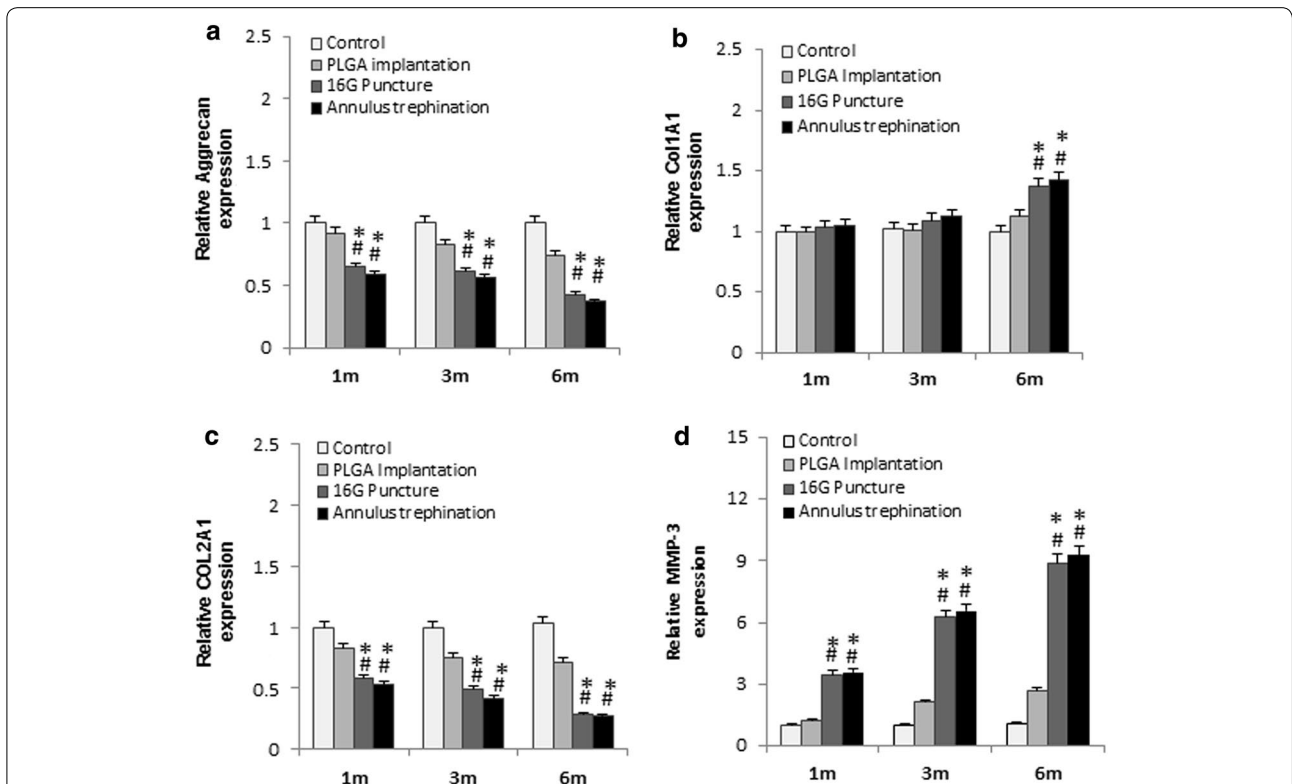 a
2.5
2
1.5
1
0.5
0
Relative Aggrecan
expression
Control
PLGA implantation
16G Puncture
Annulus trephination
* *
# #
* *
# #
* *
# #
1m 3m 6m
b
2.5
2
1.5
1
0.5
0
Relative Col1A1
expression
Control
PLGA Implantation
16G Puncture
Annulus trephination
* *
# #
1m 3m 6m
c
2.5
2
1.5
1
0.5
0
Relative COL2A1
expression
Control
PLGA Implantation
16G Puncture
Annulus trephination
* *
# #
* *
# #
* *
# #
1m 3m 6m
d
15
12
9
6
3
0
Relative MMP-3
expression
Control
PLGA Implantation
16G Puncture
Annulus trephination
* *
# #
* *
# #
* *
# #
1m 3m 6m